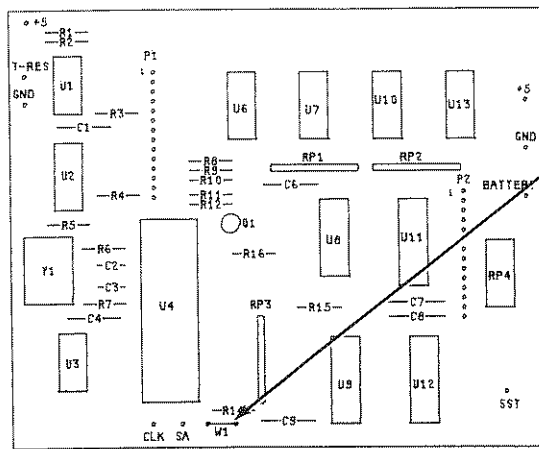 +5
R1
R2
T-RES
GND
U1
P1
1
R3
C1
U2
R4
R5
R6
C2
C3
R7
C4
Y1
U3
U4
CLK
SA
W1
U6
U7
U10
U13
+5
GND
R8
R9
R10
R11
R12
RP1
RP2
C6
Q1
R16
U8
U11
P2
1
BATTERY
RP4
RP3
R15
C7
C8
U9
U12
C9
SST